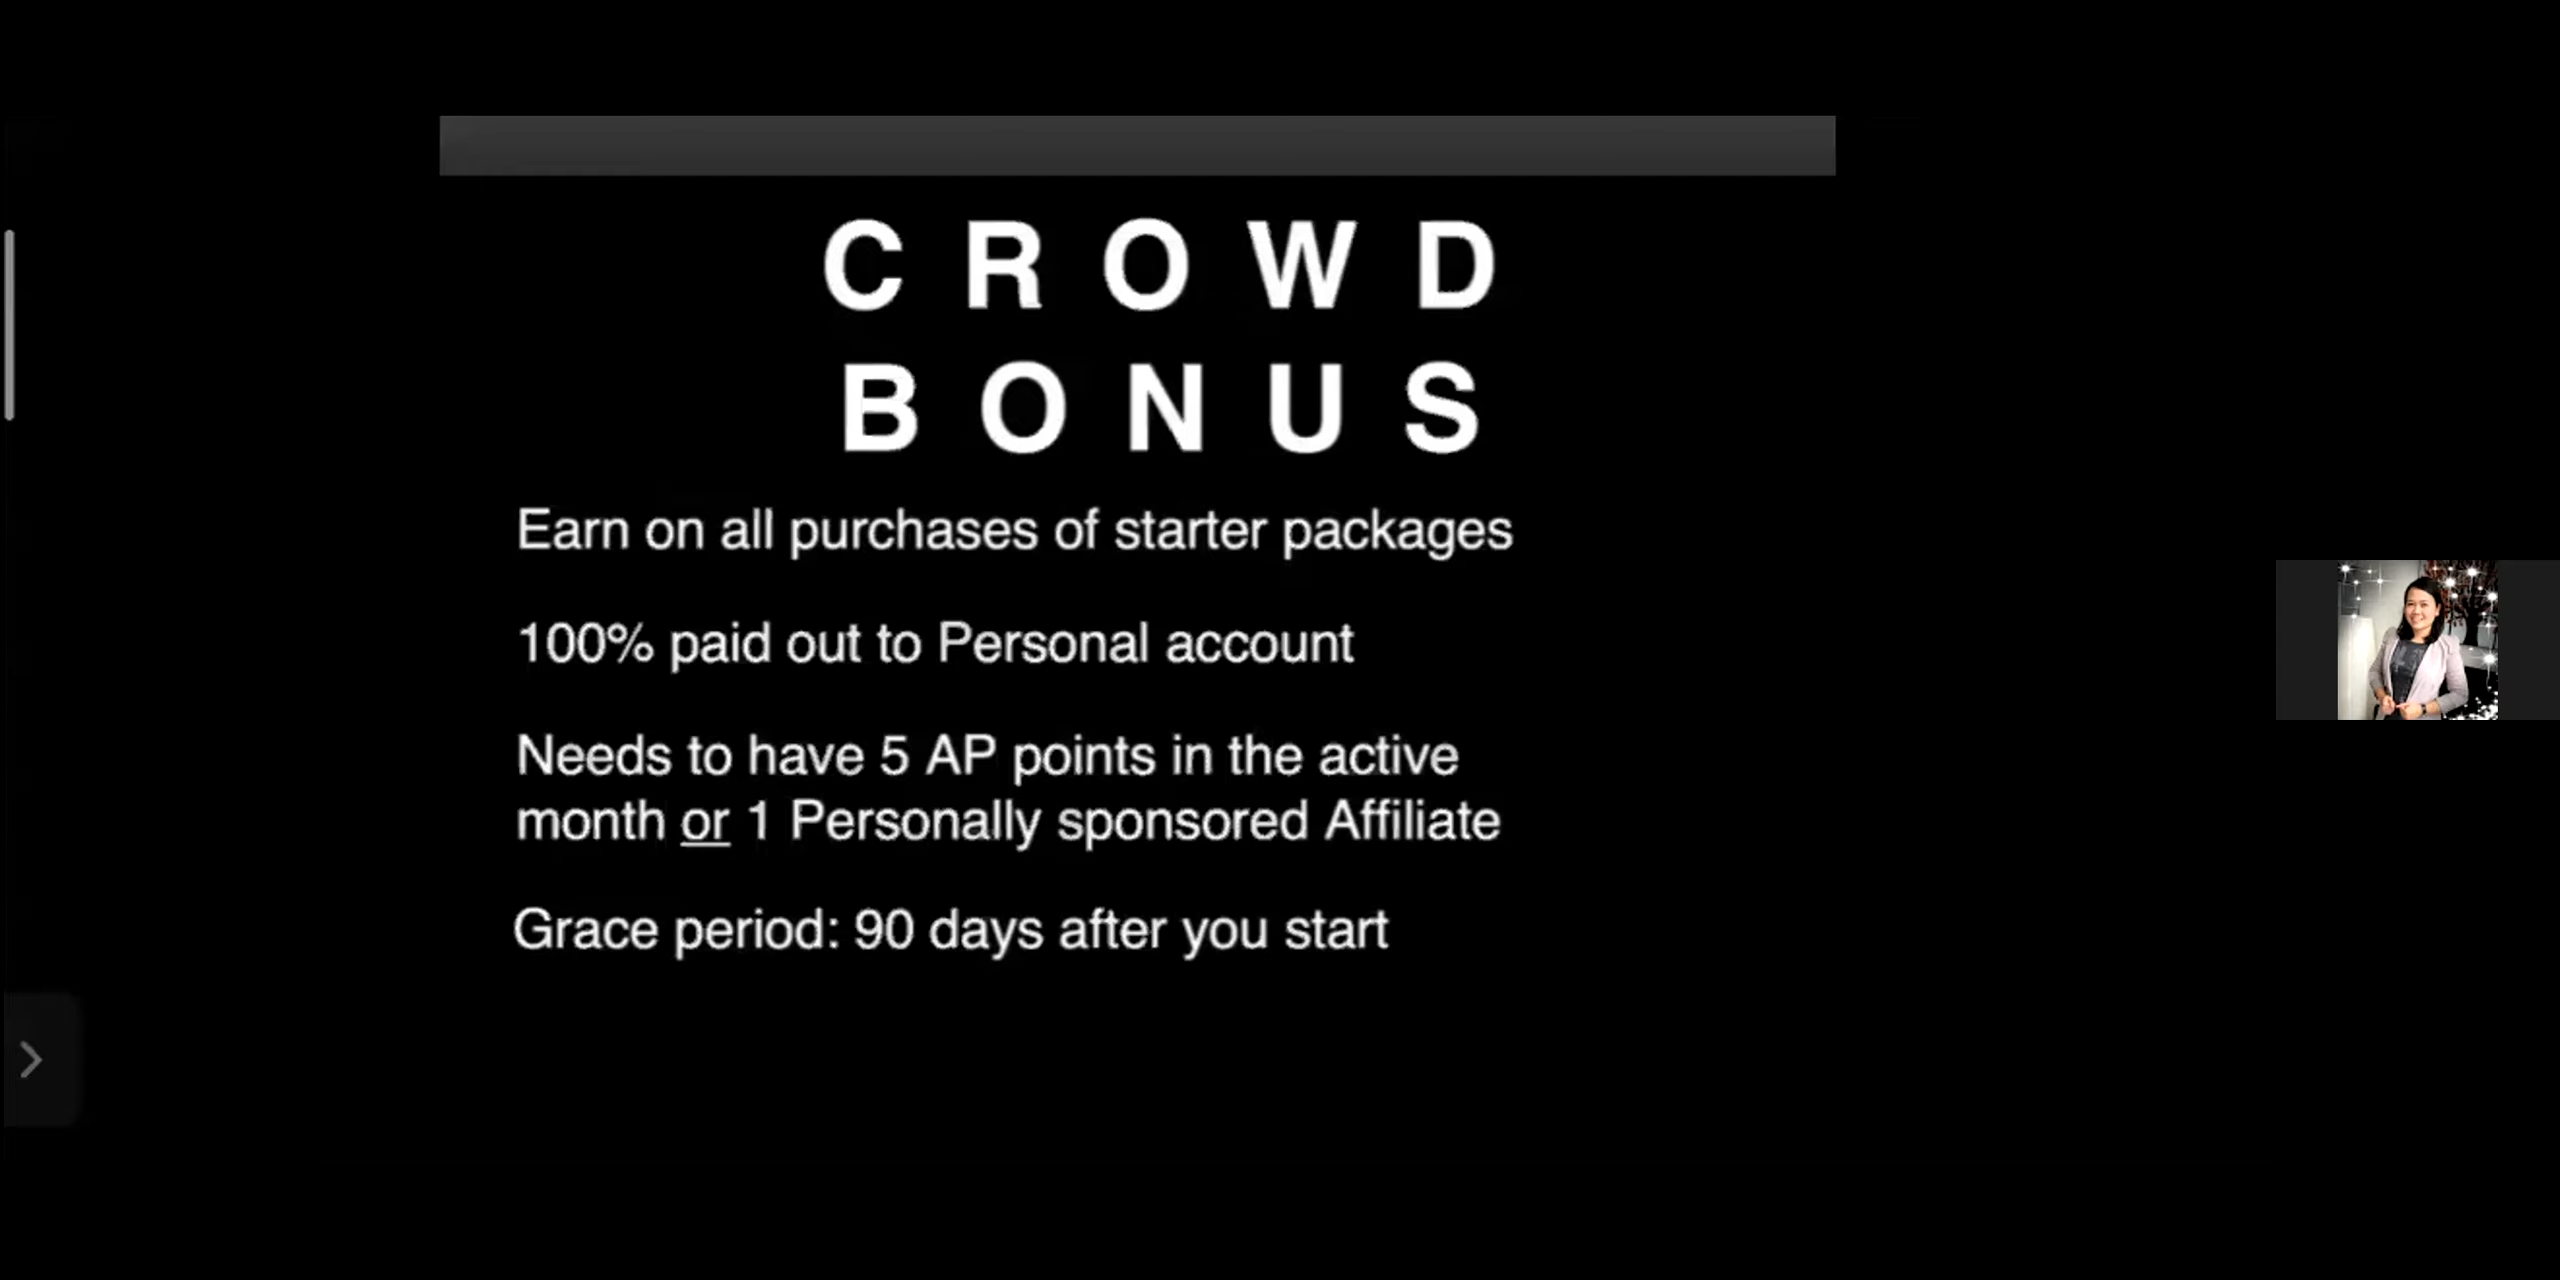 C R O W D
B O N U S
Earn on all purchases of starter packages
100% paid out to Personal account
Needs to have 5 AP points in the active
month or 1 Personally sponsored Affiliate
Grace period: 90 days after you start